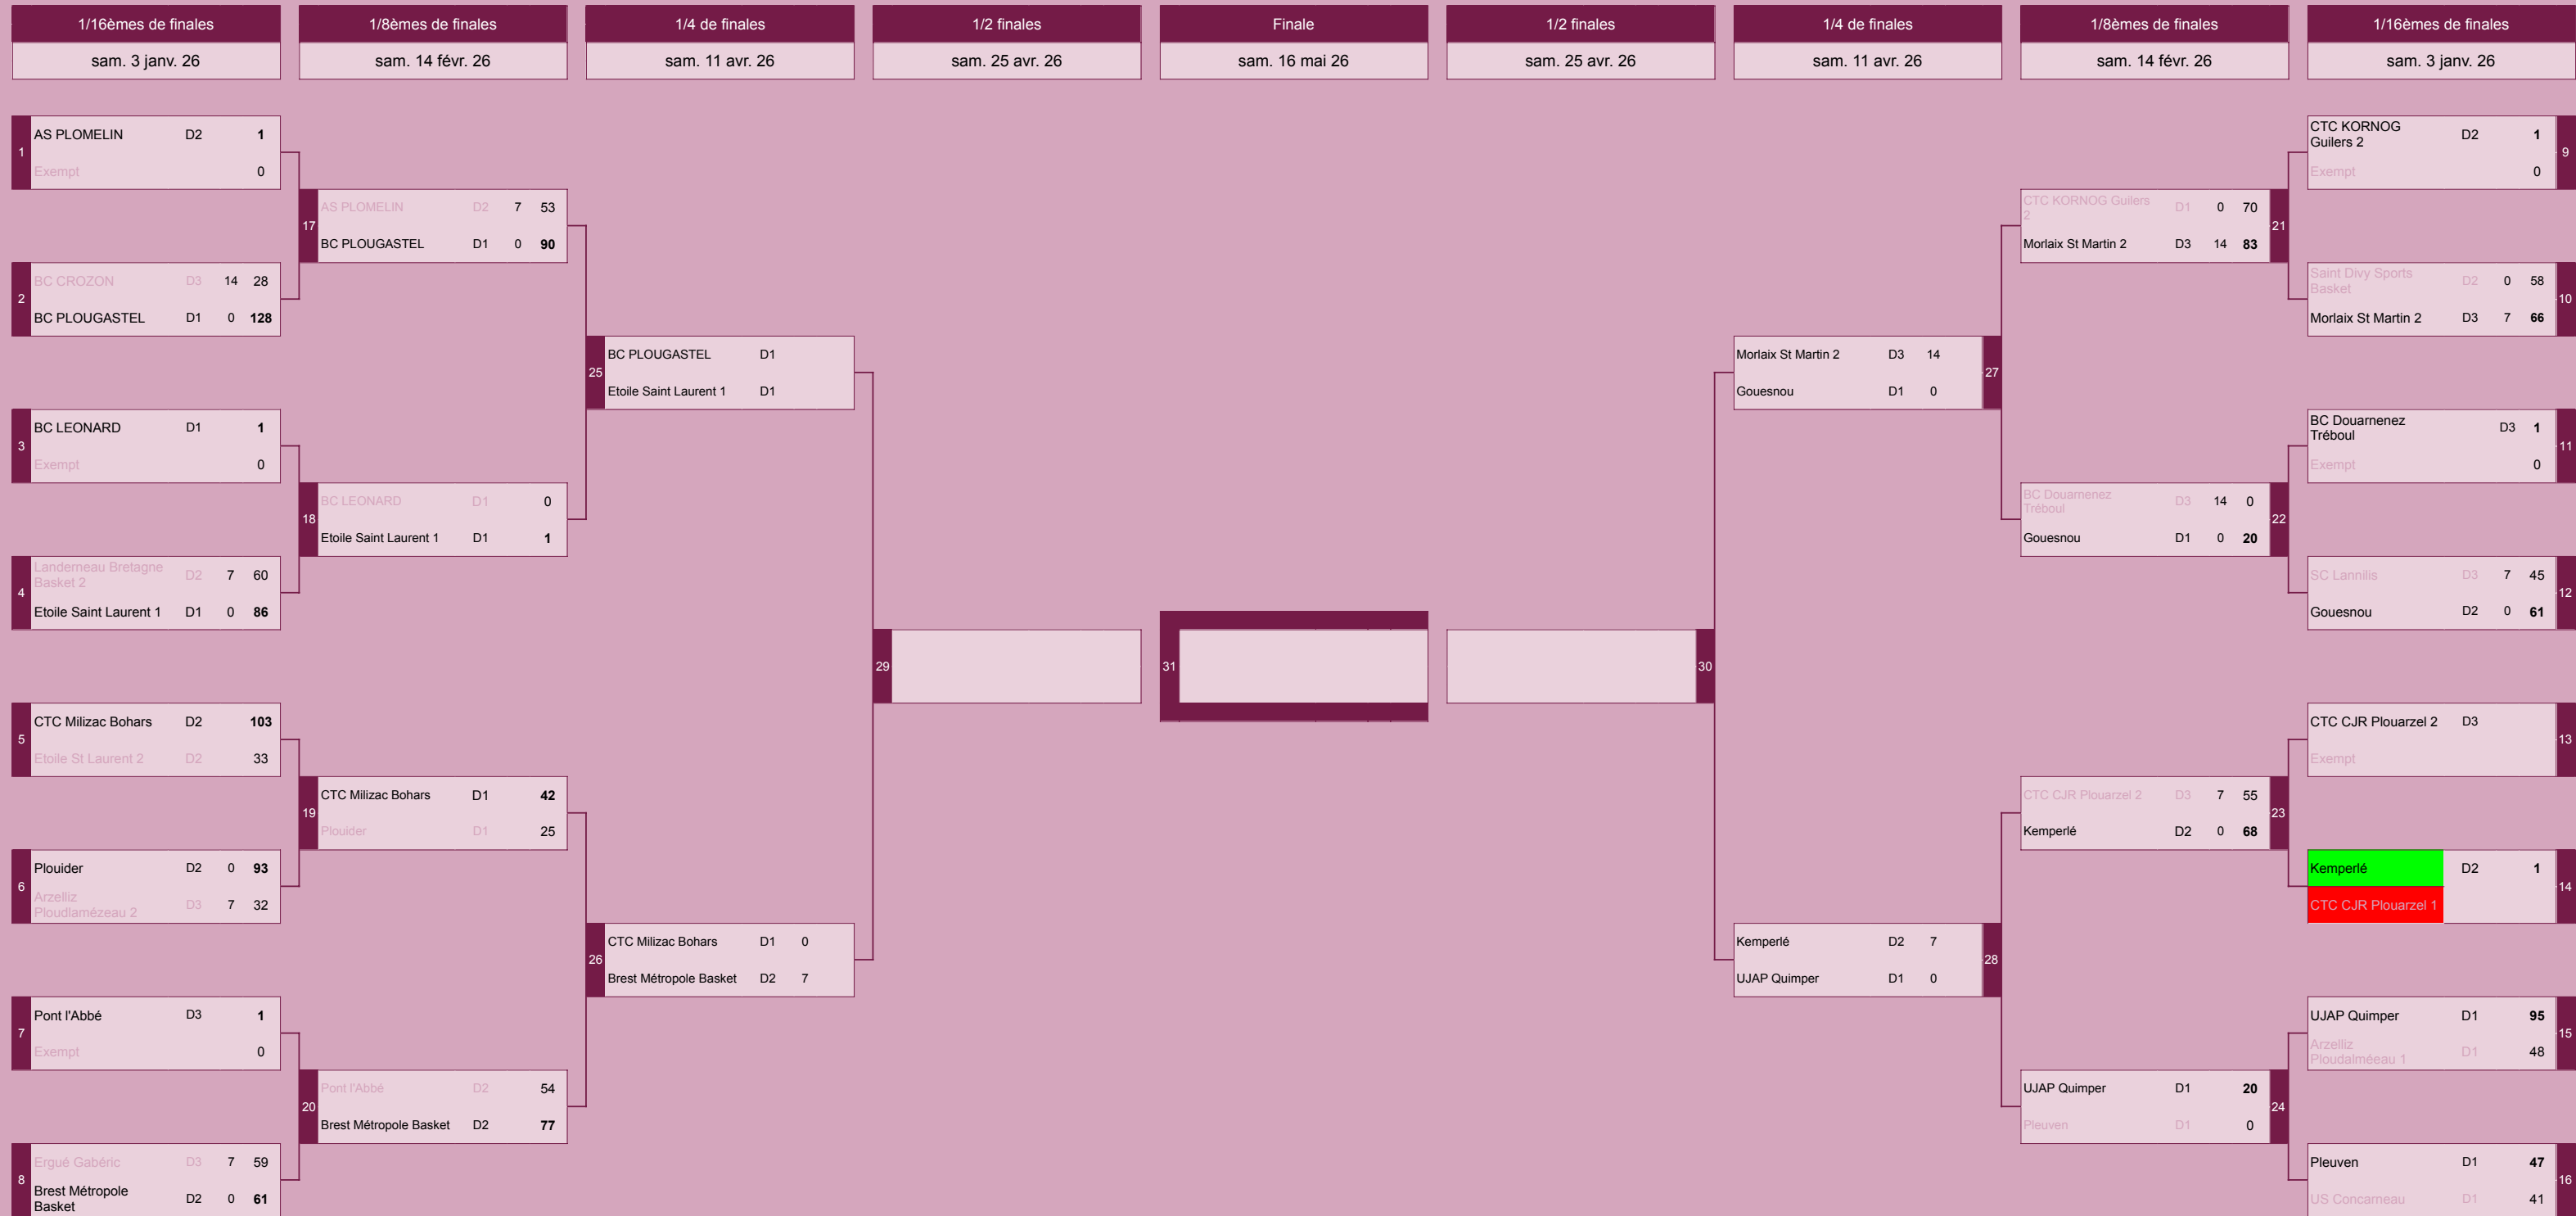 1/16èmes de finales
sam. 3 janv. 26
1/8èmes de finales
sam. 14 févr. 26
1/4 de finales
sam. 11 avr. 26
1/2 finales
sam. 25 avr. 26
Finale
sam. 16 mai 26
1/2 finales
sam. 25 avr. 26
1/4 de finales
sam. 11 avr. 26
1/8èmes de finales
sam. 14 févr. 26
1/16èmes de finales
sam. 3 janv. 26
1
AS PLOMELIN D2 1
Exempt 0
2
BC CROZON D3 14 28
BC PLOUGASTEL D1 0 128
3
BC LEONARD D1 1
Exempt 0
4
Landerneau Bretagne
Basket 2 D2 7 60
Etoile Saint Laurent 1 D1 0 86
5
CTC Milizac Bohars D2 103
Etoile St Laurent 2 D2 33
6
Plouider D2 0 93
Arzelliz
Ploudlamézeau 2 D3 7 32
7
Pont l'Abbé D3 1
Exempt 0
8
Ergué Gabéric D3 7 59
Brest Métropole
Basket D2 0 61
17
AS PLOMELIN D2 7 53
BC PLOUGASTEL D1 0 90
18
BC LEONARD D1 0
Etoile Saint Laurent 1 D1 1
19
CTC Milizac Bohars D1 42
Plouider D1 25
20
Pont l'Abbé D2 54
Brest Métropole Basket D2 77
25
BC PLOUGASTEL D1
Etoile Saint Laurent 1 D1
26
CTC Milizac Bohars D1 0
Brest Métropole Basket D2 7
29
31
30
27
Morlaix St Martin 2 D3 14
Gouesnou D1 0
28
Kemperlé D2 7
UJAP Quimper D1 0
21
CTC KORNOG Guilers
2 D1 0 70
Morlaix St Martin 2 D3 14 83
22
BC Douarnenez
Tréboul D3 14 0
Gouesnou D1 0 20
23
CTC CJR Plouarzel 2 D3 7 55
Kemperlé D2 0 68
24
UJAP Quimper D1 20
Pleuven D1 0
9
CTC KORNOG
Guilers 2 D2 1
Exempt 0
10
Saint Divy Sports
Basket D2 0 58
Morlaix St Martin 2 D3 7 66
11
BC Douarnenez
Tréboul D3 1
Exempt 0
12
SC Lannilis D3 7 45
Gouesnou D2 0 61
13
CTC CJR Plouarzel 2 D3
Exempt
14
Kemperlé D2 1
CTC CJR Plouarzel 1
15
UJAP Quimper D1 95
Arzelliz
Ploudalméeau 1 D1 48
16
Pleuven D1 47
US Concarneau D1 41